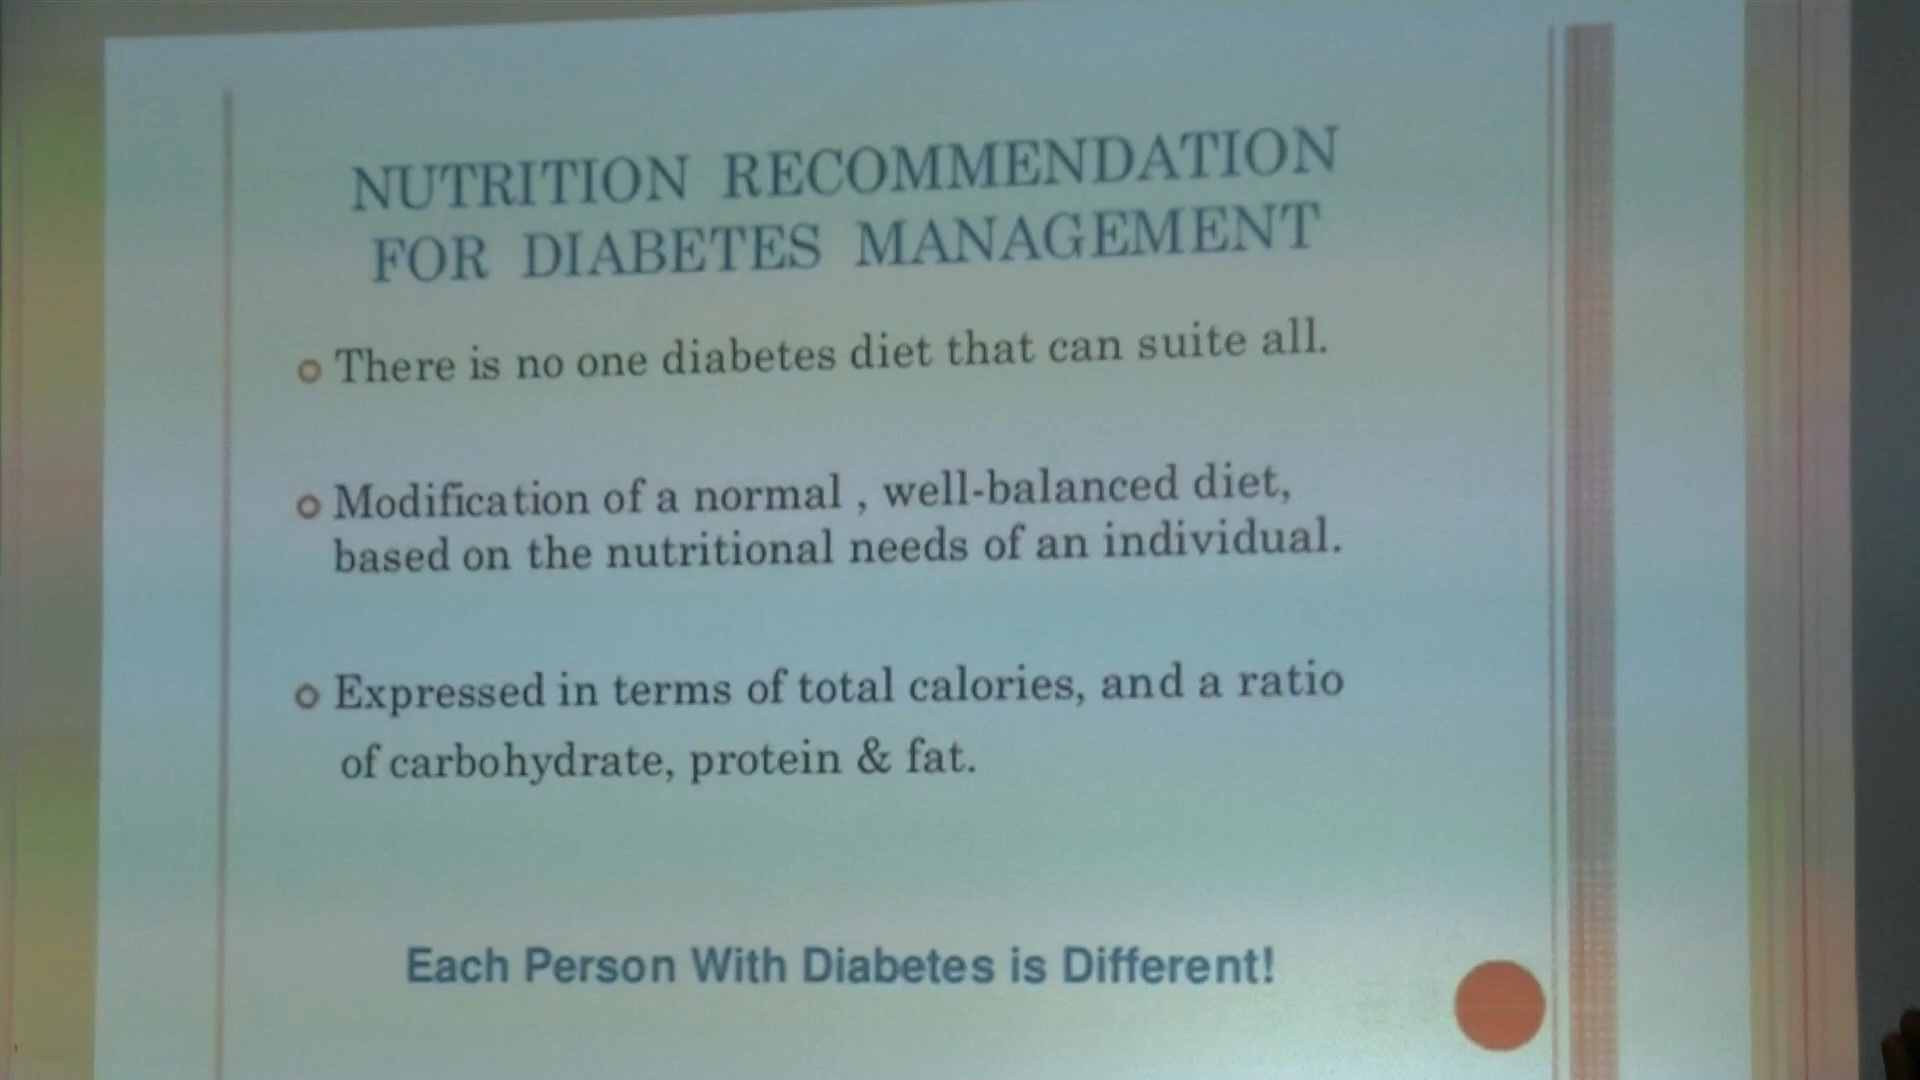 NUTRITION RECOMMENDATION
FOR DIABETES MANAGEMENT
There is no one diabetes diet that can suite all.
Modification of a normal , well-balanced diet,
based on the nutritional needs of an individual.
Expressed in terms of total calories, and a ratio
of carbohydrate, protein & fat.
Each Person With Diabetes is Different!